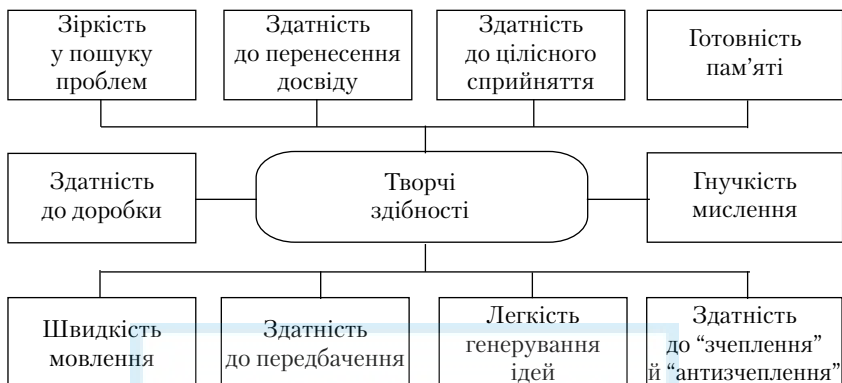 Зіркість
у пошуку
проблем
Здатність
до перенесення
досвіду
Здатність
до цілісного
сприйняття
Готовність
пам’яті
Здатність
до доробки
Творчі
здібності
Гнучкість
мислення
Швидкість
мовлення
Здатність
до передбачення
Легкість
генерування
ідей
Здатність
до “зчеплення”
й “антизчеплення”